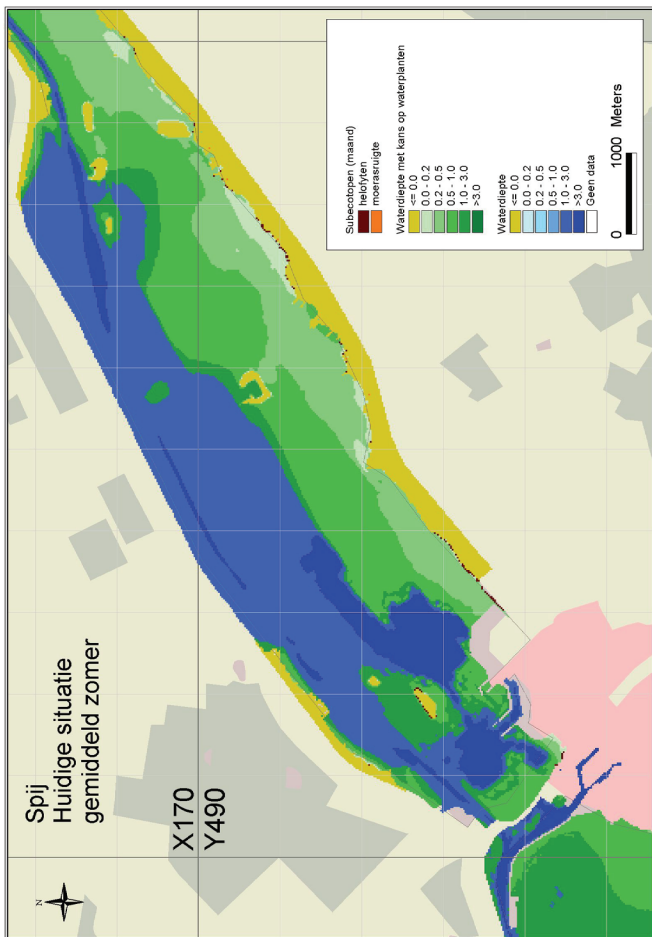 Spij
Huidige situatie
gemiddeld zomer
X170
Y490
N
Subecotopen (maand)
helofyten
moerasruigte
Waterdiepte met kans op waterplanten
<= 0.0
0.0 - 0.2
0.2 - 0.5
0.5 - 1.0
1.0 - 3.0
>3.0
Waterdiepte
<= 0.0
0.0 - 0.2
0.2 - 0.5
0.5 - 1.0
1.0 - 3.0
>3.0
Geen data
0 1000 Meters